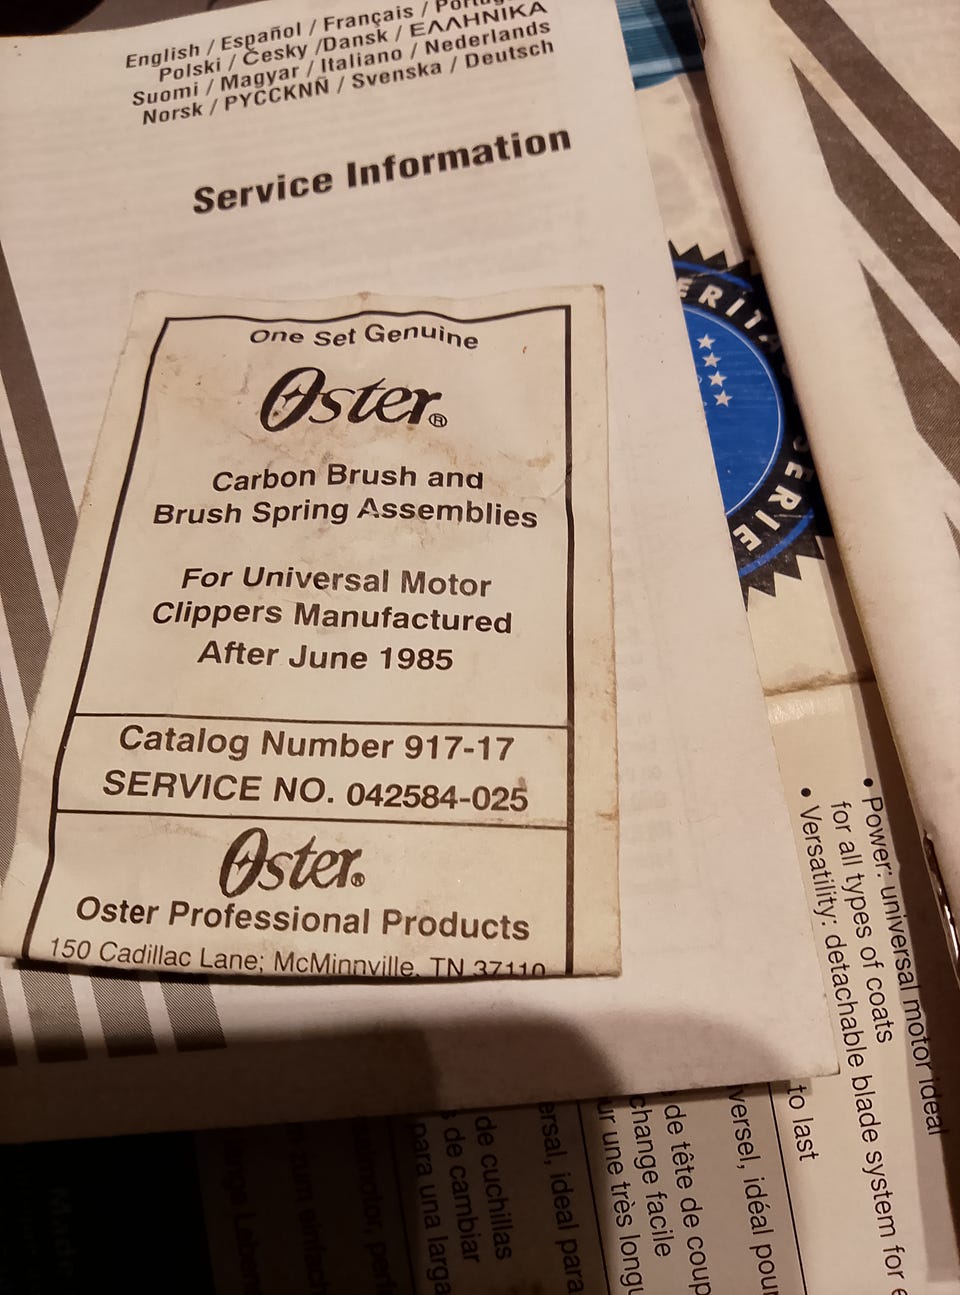 English / Español / Français /
Polski / Česky /Dansk / ΕΛΛΗΝΙΚΑ
Suomi / Magyar / Italiano / Nederlands
Norsk / PYCCKNÑ / Svenska / Deutsch
Service Information
One Set Genuine
Oster®
Carbon Brush and
Brush Spring Assemblies
For Universal Motor
Clippers Manufactured
After June 1985
Catalog Number 917-17
SERVICE NO. 042584-025
Oster®
Oster Professional Products
150 Cadillac Lane; McMinnville, TN 37110
• Power: universal motor ideal
for all types of coats
• Versatility: detachable blade system for
to last
versel, idéal pour
de tête de coup
change facile
ur une très longu
ersal, ideal para
de cuchillas
de cambiar
para una larga
zum einfach